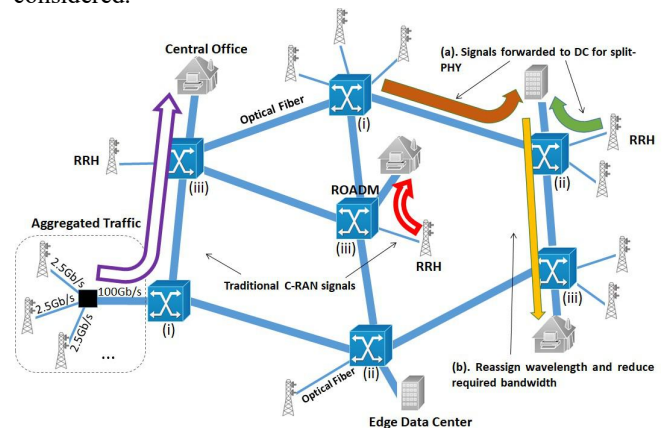 considered.
Central Office
(a). Signals forwarded to DC for split-
PHY
Optical Fiber
(i)
RRH
RRH
(iii)
(ii)
ROADM
Aggregated Traffic
(iii)
RRH
2.5Gb/s
2.5Gb/s
2.5Gb/s
100Gb/s
...
Traditional C-RAN signals
(iii)
(i)
(b). Reassign wavelength and reduce
required bandwidth
(ii)
Optical Fiber
Edge Data Center